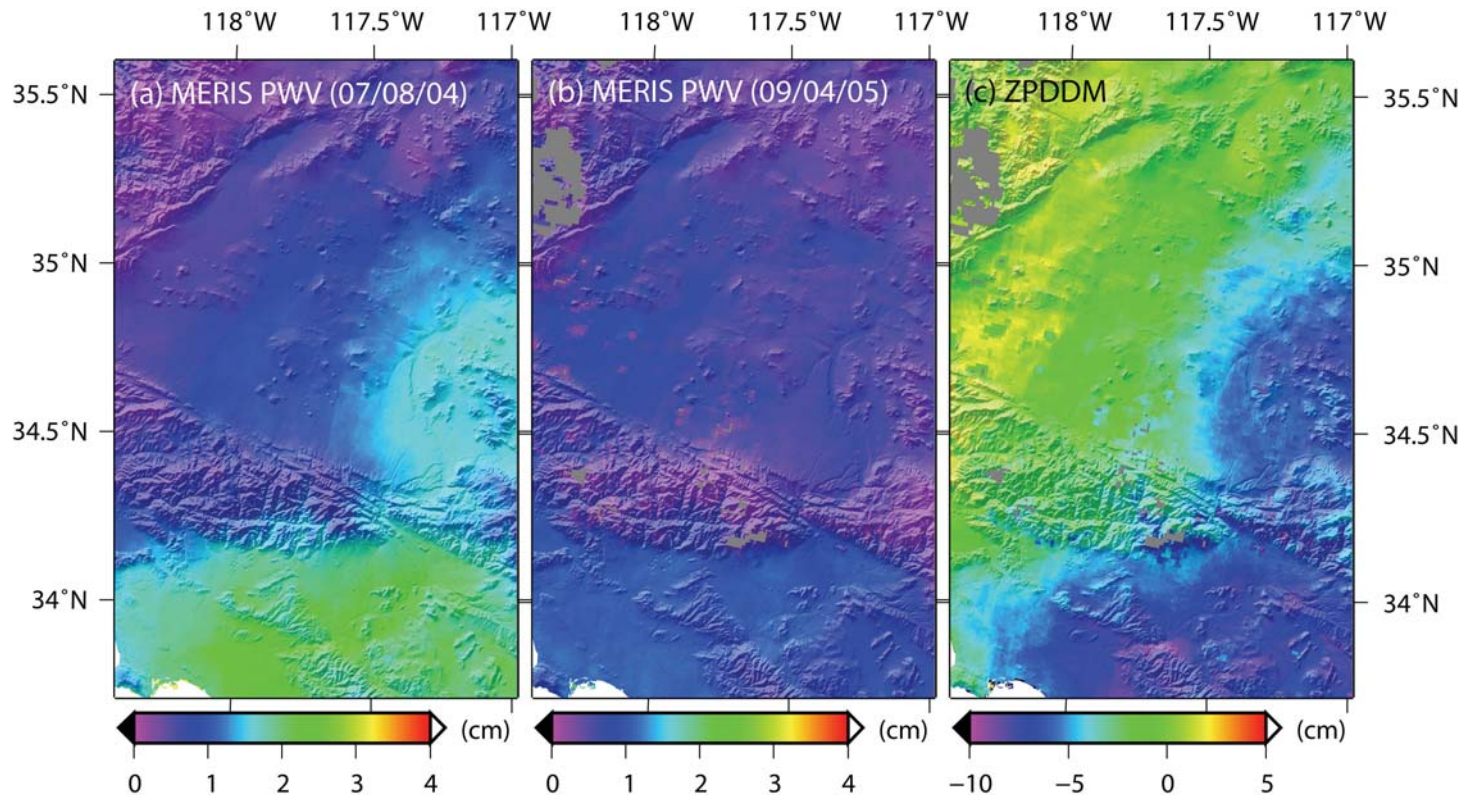 118˚W 117.5˚W 117˚W 118˚W 117.5˚W 117˚W 118˚W 117.5˚W 117˚W
(a) MERIS PWV (07/08/04) (b) MERIS PWV (09/04/05) (c) ZPDDM
35.5˚N 35.5˚N
35˚N 35˚N
34.5˚N 34.5˚N
34˚N 34˚N
(cm) (cm) (cm)
0 1 2 3 4 0 1 2 3 4 −10 −5 0 5